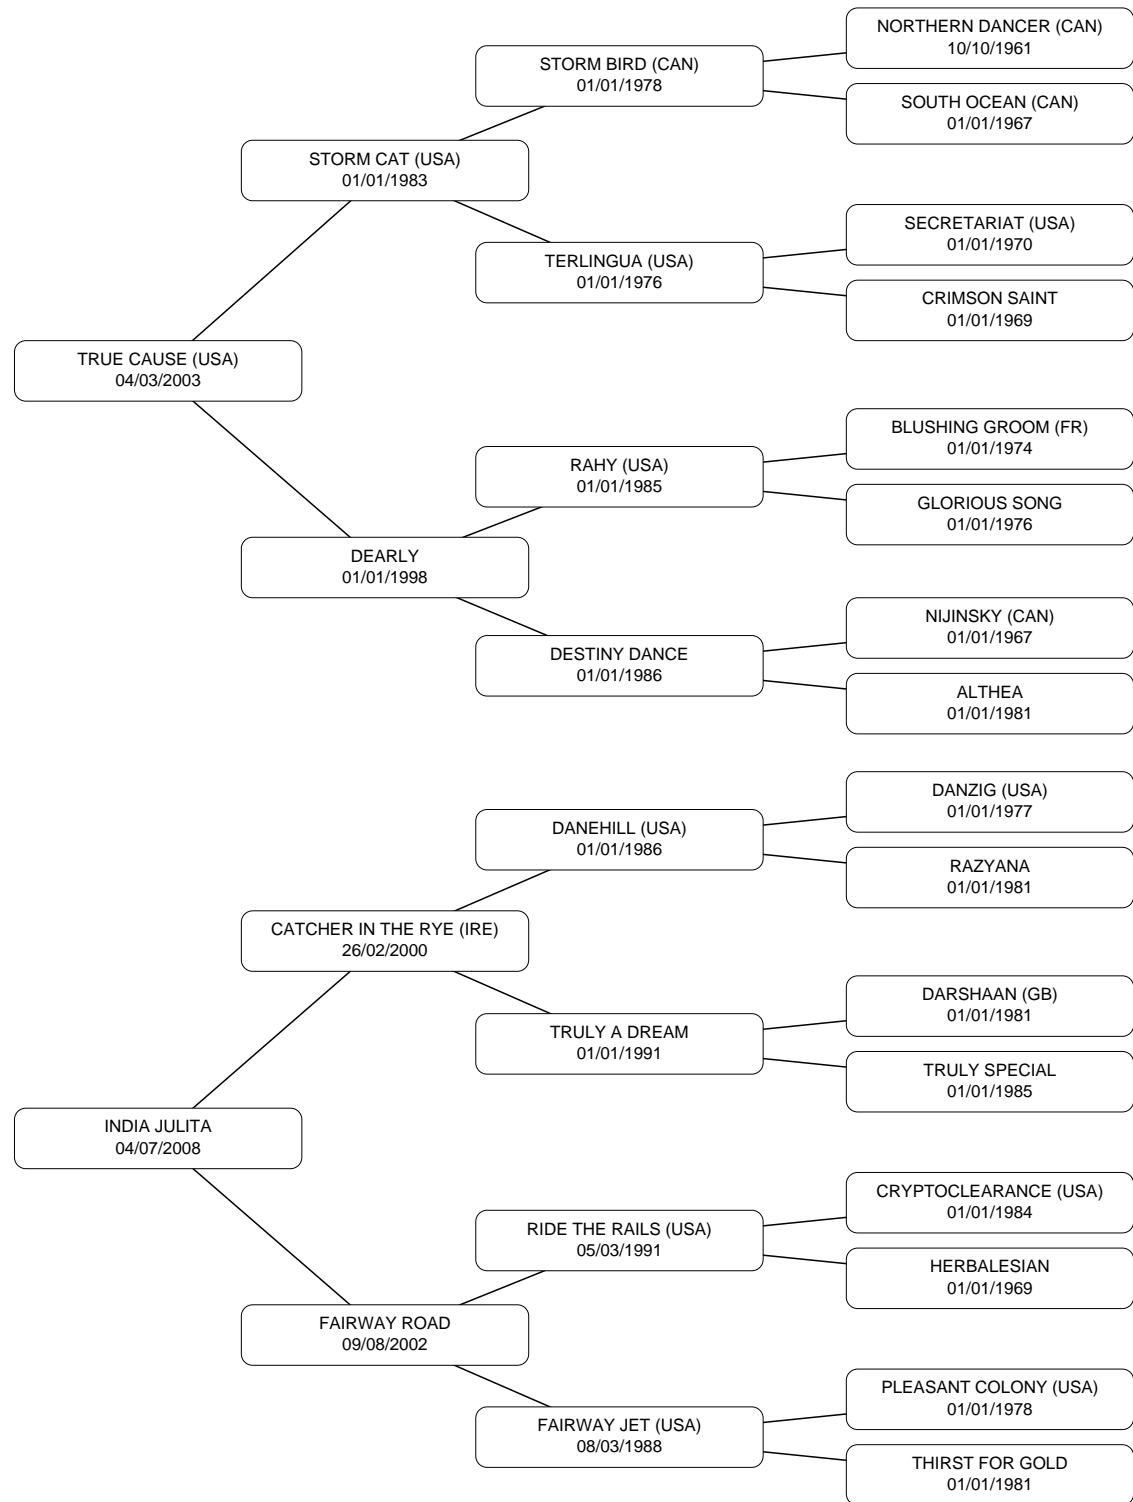 NORTHERN DANCER (CAN)
10/10/1961
STORM BIRD (CAN)
01/01/1978
SOUTH OCEAN (CAN)
01/01/1967
STORM CAT (USA)
01/01/1983
SECRETARIAT (USA)
01/01/1970
TERLINGUA (USA)
01/01/1976
CRIMSON SAINT
01/01/1969
TRUE CAUSE (USA)
04/03/2003
BLUSHING GROOM (FR)
01/01/1974
RAHY (USA)
01/01/1985
GLORIOUS SONG
01/01/1976
DEARLY
01/01/1998
NIJINSKY (CAN)
01/01/1967
DESTINY DANCE
01/01/1986
ALTHEA
01/01/1981
DANZIG (USA)
01/01/1977
DANEHILL (USA)
01/01/1986
RAZYANA
01/01/1981
CATCHER IN THE RYE (IRE)
26/02/2000
DARSHAAN (GB)
01/01/1981
TRULY A DREAM
01/01/1991
TRULY SPECIAL
01/01/1985
INDIA JULITA
04/07/2008
CRYPTOCLEARANCE (USA)
01/01/1984
RIDE THE RAILS (USA)
05/03/1991
HERBALESIAN
01/01/1969
FAIRWAY ROAD
09/08/2002
PLEASANT COLONY (USA)
01/01/1978
FAIRWAY JET (USA)
08/03/1988
THIRST FOR GOLD
01/01/1981